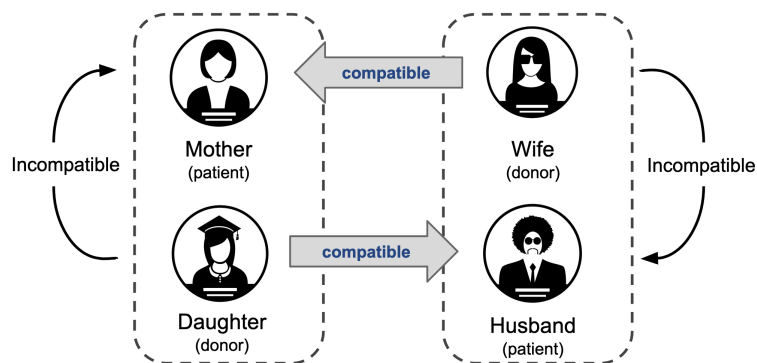 compatible
Mother
(patient)
Wife
(donor)
Incompatible
Incompatible
compatible
Daughter
(donor)
Husband
(patient)